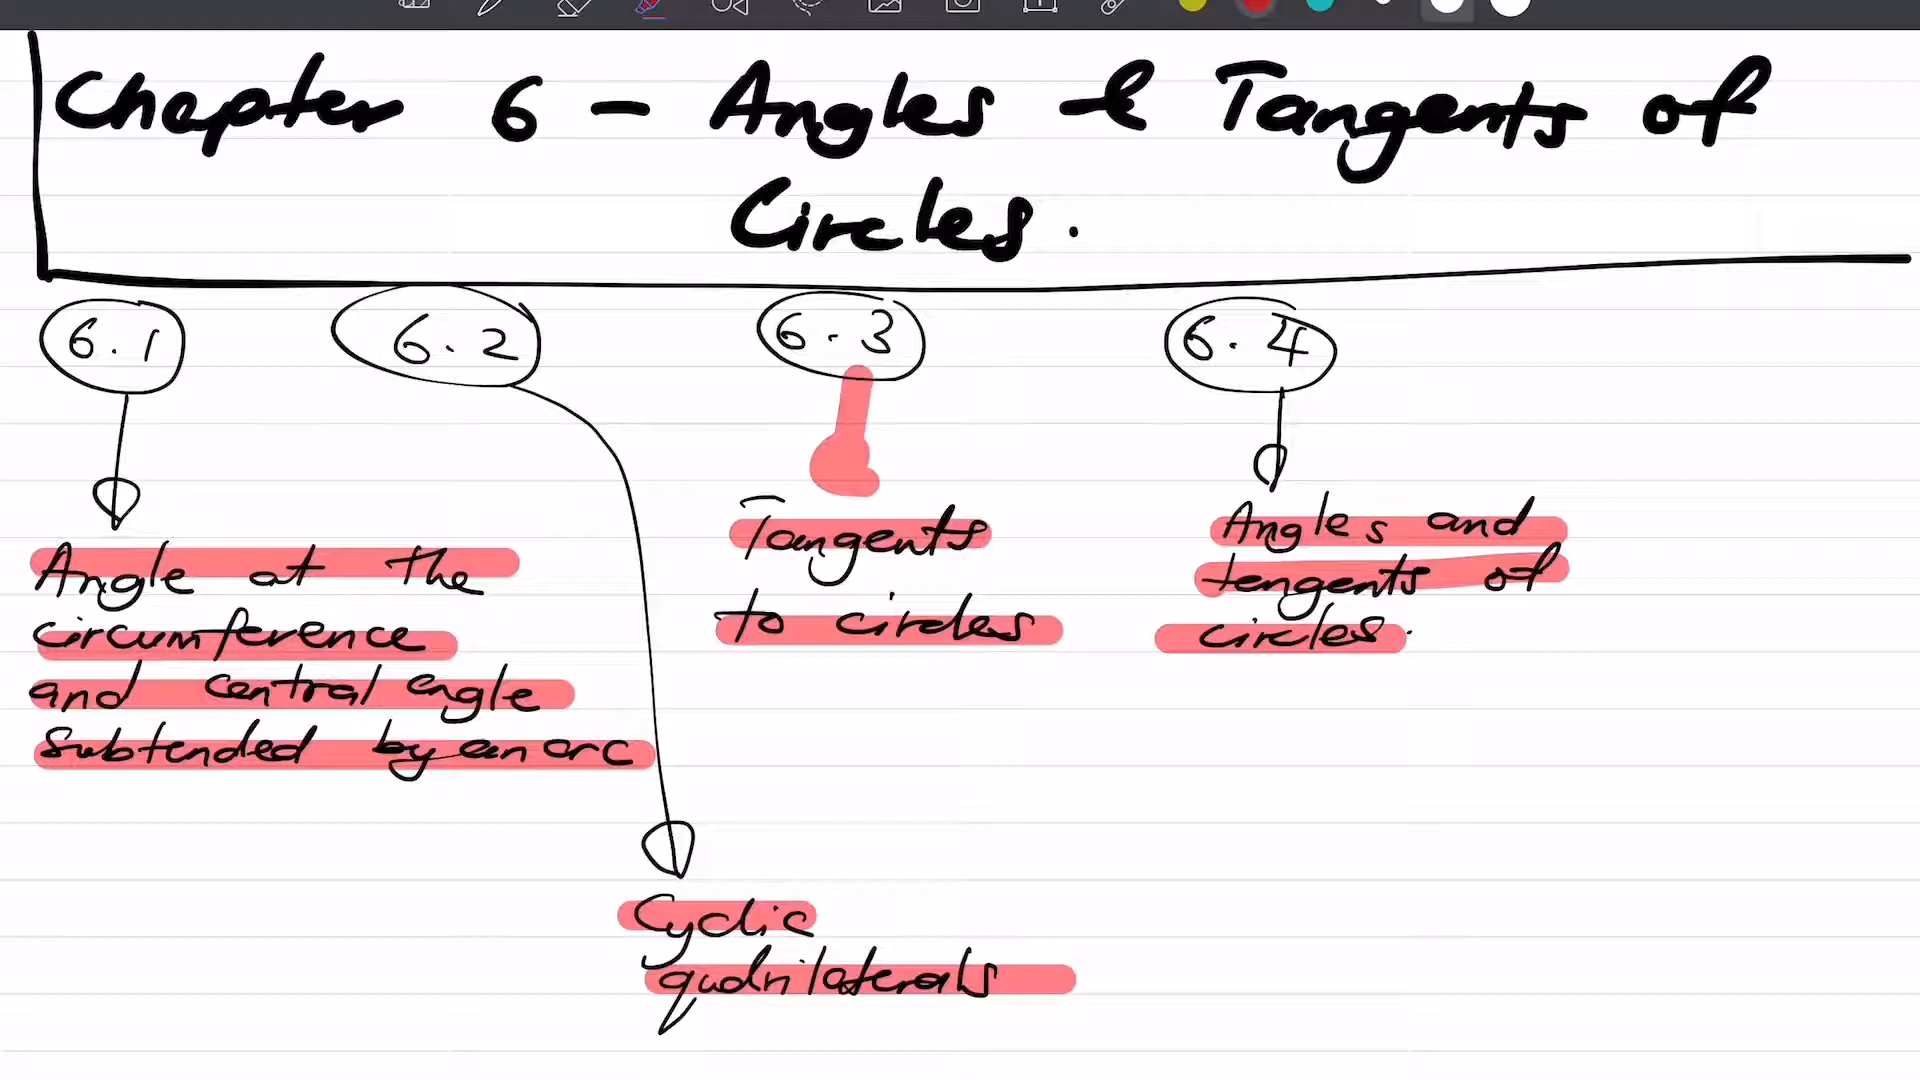 Chapter 6 - Angles & Tangents of
Circles.
6.1
6.2
6.3
6.4
Angle at the
circumference
and central angle
subtended by an arc
Cyclic
qudrilaterals
Tangents
to circles
Angles and
tengents of
circles.